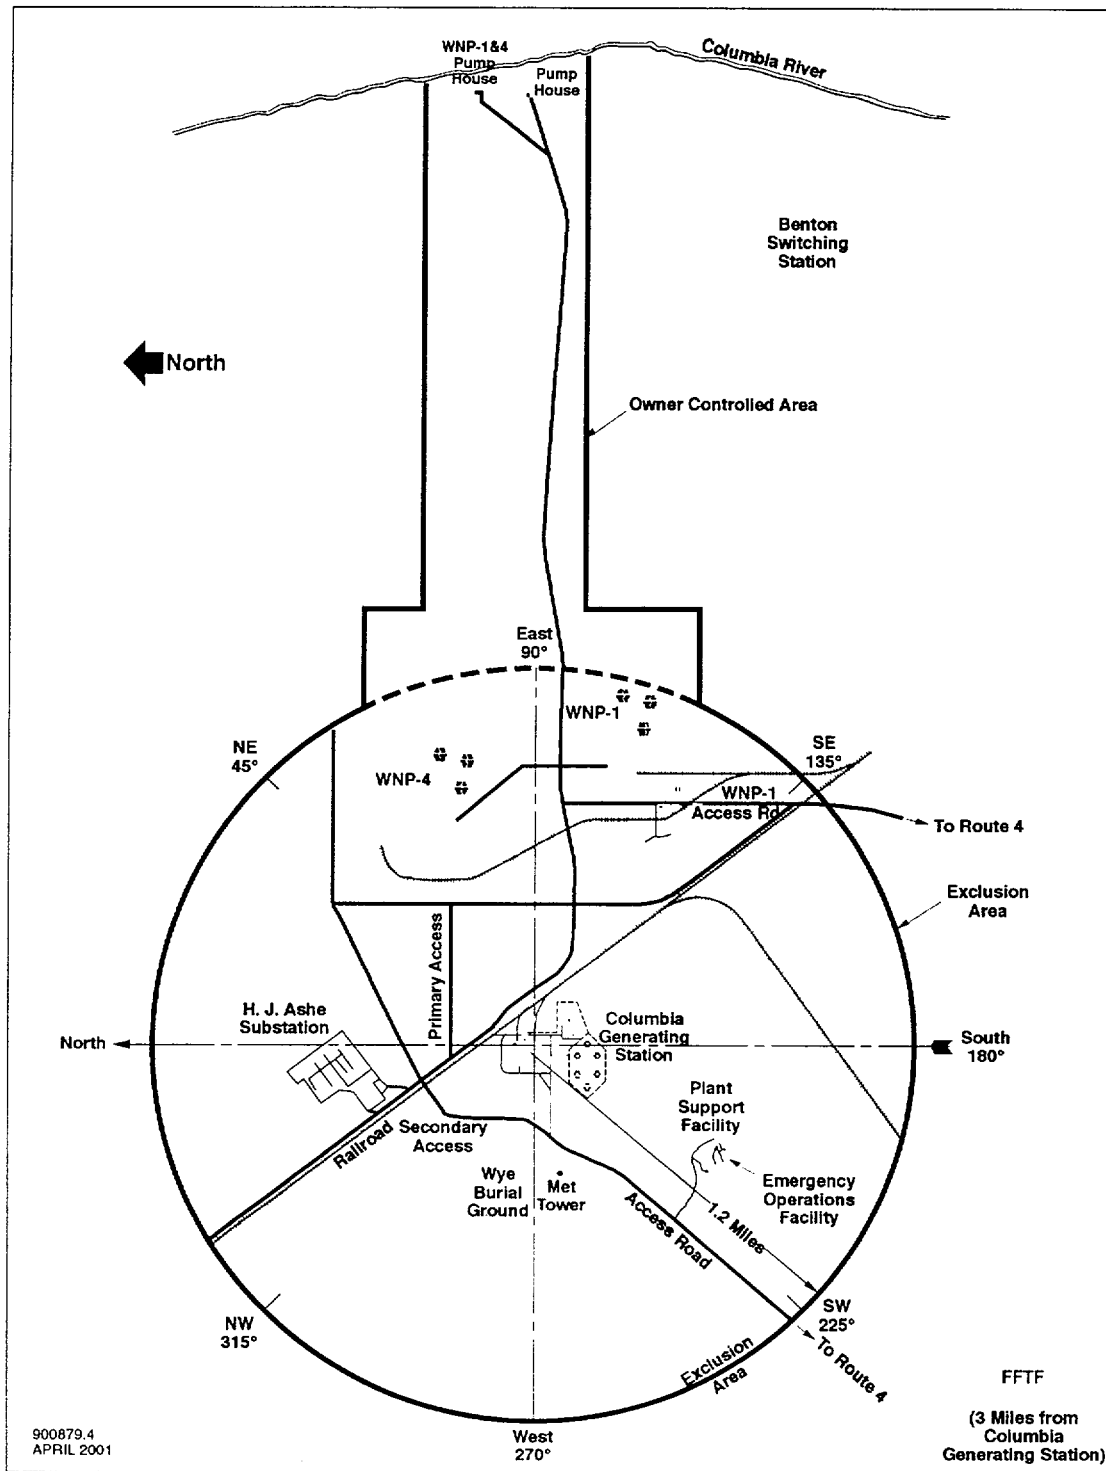 WNP-1&4
Pump
House
Pump
House
Columbia River
Benton
Switching
Station
North
Owner Controlled Area
East
90°
WNP-1
NE
45°
SE
135°
WNP-4
WNP-1
Access Rd
To Route 4
Exclusion
Area
Primary Access
H. J. Ashe
Substation
Columbia
Generating
Station
North
South
180°
Plant
Support
Facility
Railroad
Secondary
Access
Wye
Burial
Ground
Met
Tower
Emergency
Operations
Facility
1.2 Miles
Access Road
NW
315°
SW
225°
To Route 4
Exclusion
Area
FFTF
(3 Miles from
Columbia
Generating Station)
West
270°
900879.4
APRIL 2001